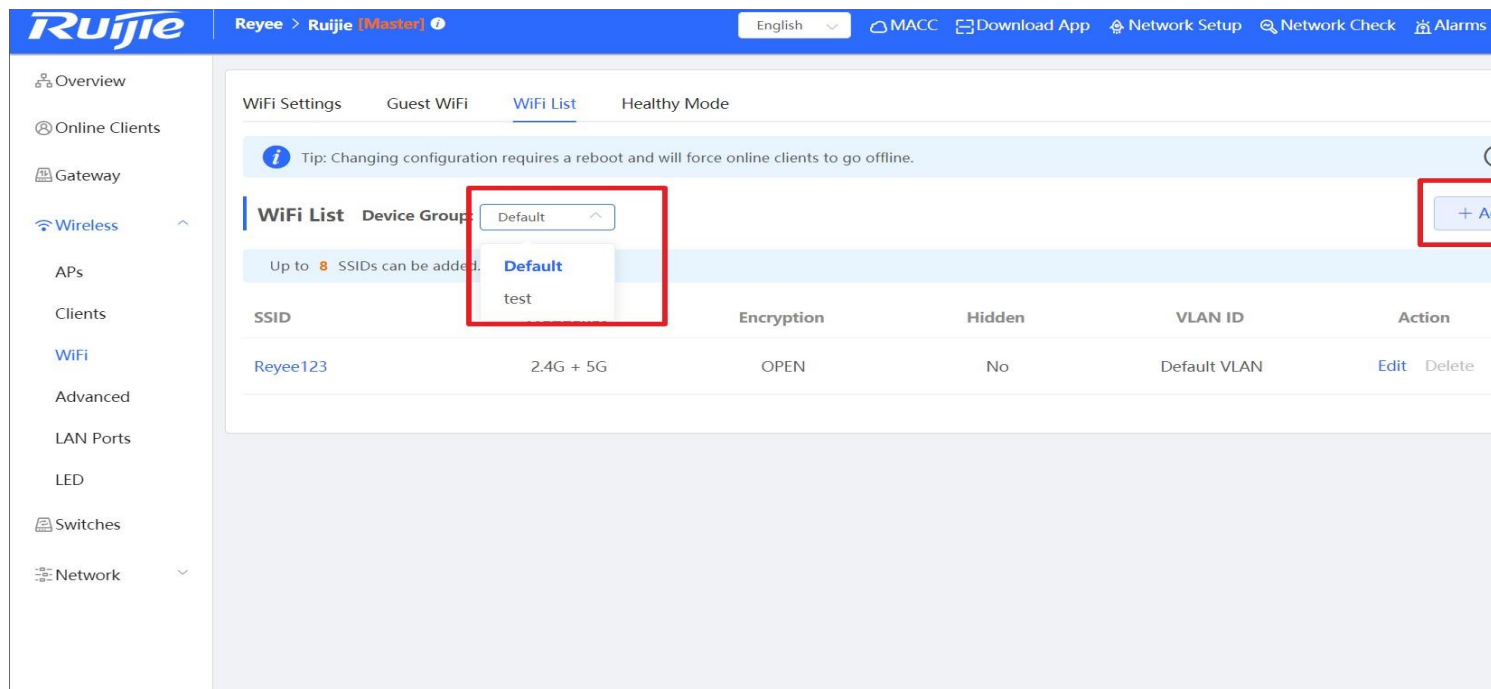 Ruijie
Reyee > Ruijie [Master]
English
MACC
Download App
Network Setup
Network Check
Alarms
Overview
Online Clients
Gateway
Wireless
APs
Clients
WiFi
Advanced
LAN Ports
LED
Switches
Network
WiFi Settings Guest WiFi WiFi List Healthy Mode
Tip: Changing configuration requires a reboot and will force online clients to go offline.
WiFi List Device Group: Default
+
Up to 8 SSIDs can be added.
Default
test
SSID Encryption Hidden VLAN ID Action
Reyee123 2.4G + 5G OPEN No Default VLAN Edit Delete